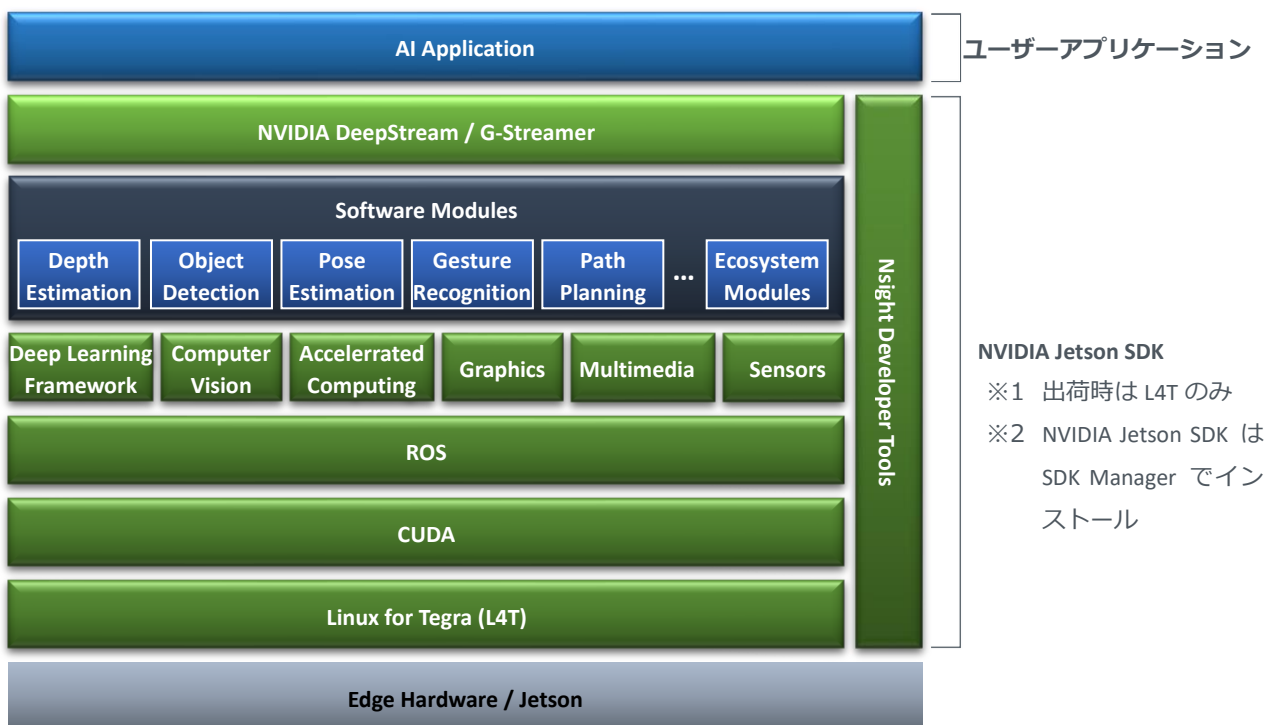 AI Application
ユーザーアプリケーション
NVIDIA DeepStream / G-Streamer
Software Modules
Depth
Estimation
Object
Detection
Pose
Estimation
Gesture
Recognition
Path
Planning
...
Ecosystem
Modules
Deep Learning
Framework
Computer
Vision
Accelerrated
Computing
Graphics
Multimedia
Sensors
ROS
CUDA
Linux for Tegra (L4T)
Nsight Developer Tools
NVIDIA Jetson SDK
※1 出荷時は L4T のみ
※2 NVIDIA Jetson SDK は
SDK Manager でイン
ストール
Edge Hardware / Jetson